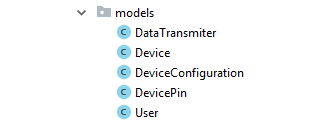 models
C DataTransmiter
C Device
C DeviceConfiguration
C DevicePin
C User